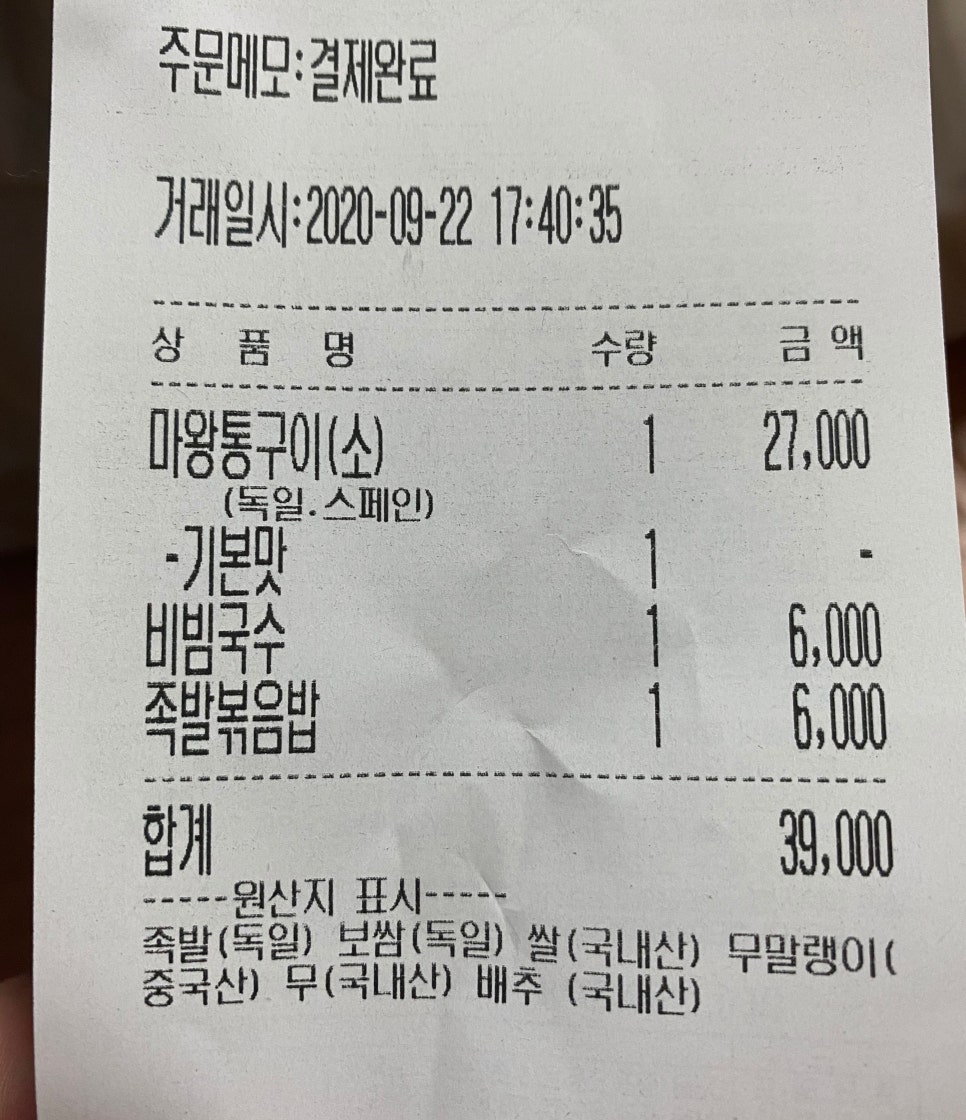 주문메모:결제완료
거래일시:2020-09-22 17:40:35
상 품 명 수량 금 액
마왕통구이(소) 1 27,000
(독일.스페인)
-기본맛 1 -
비빔국수 1 6,000
족발볶음밥 1 6,000
합계 39,000
-----원산지 표시-----
족발(독일) 보쌈(독일) 쌀(국내산) 무말랭이(
중국산) 무(국내산) 배추 (국내산)